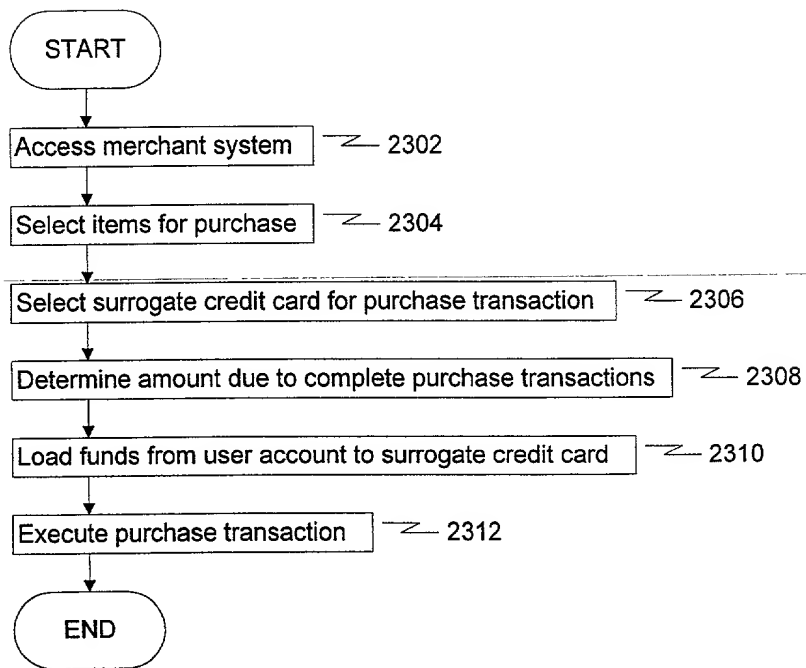 START
Access merchant system 2302
Select items for purchase 2304
Select surrogate credit card for purchase transaction 2306
Determine amount due to complete purchase transactions 2308
Load funds from user account to surrogate credit card 2310
Execute purchase transaction 2312
END